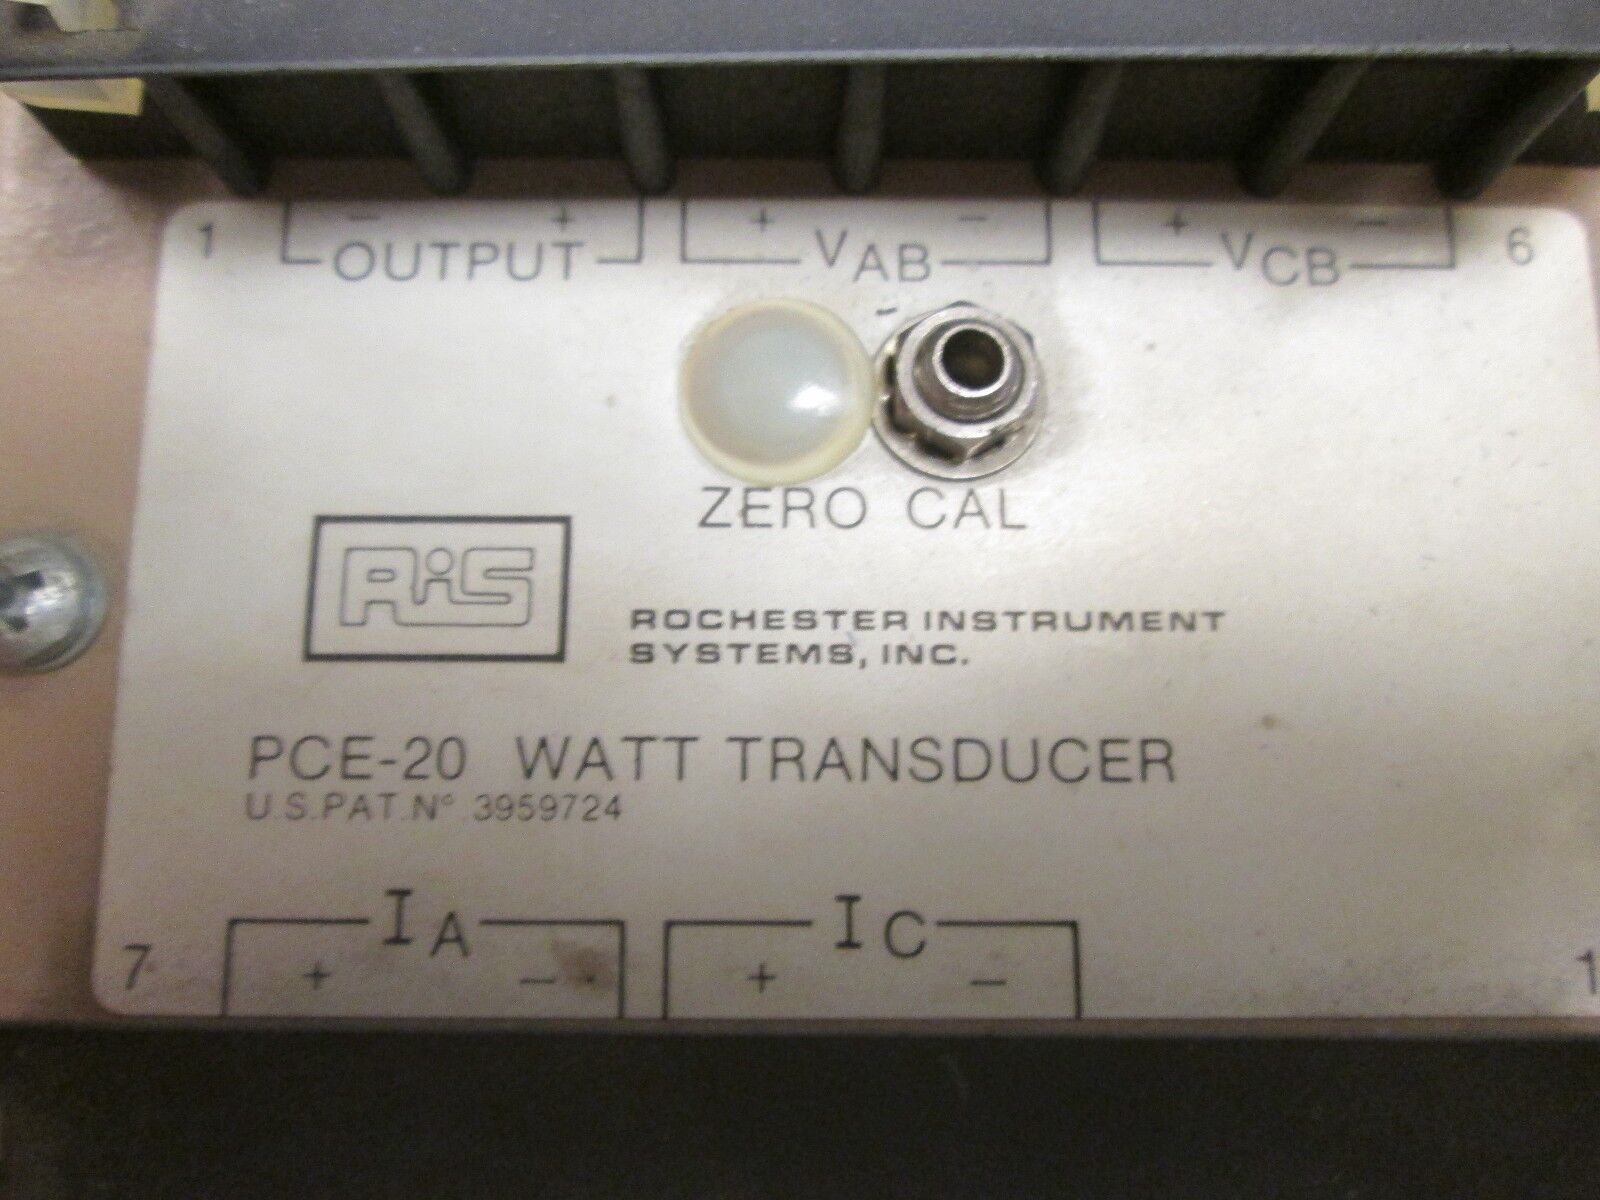 1 - OUTPUT + + VAB - + VCB - 6
ZERO CAL
RiS
ROCHESTER INSTRUMENT
SYSTEMS, INC.
PCE-20 WATT TRANSDUCER
U.S. PAT. Nº 3959724
7 + IA - + IC -